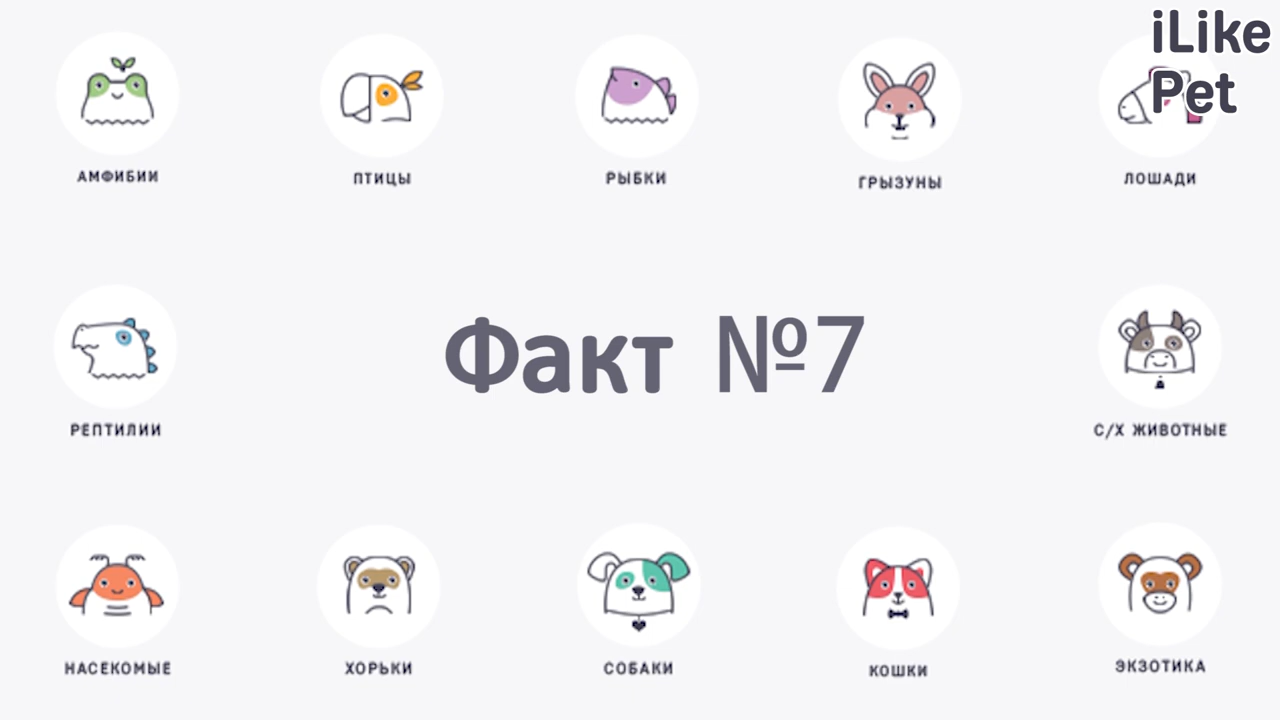 iLike
Pet
АМФИБИИ
ПТИЦЫ
РЫБКИ
ГРЫЗУНЫ
ЛОШАДИ
РЕПТИЛИИ
Факт №7
С/Х ЖИВОТНЫЕ
НАСЕКОМЫЕ
ХОРЬКИ
СОБАКИ
КОШКИ
ЭКЗОТИКА